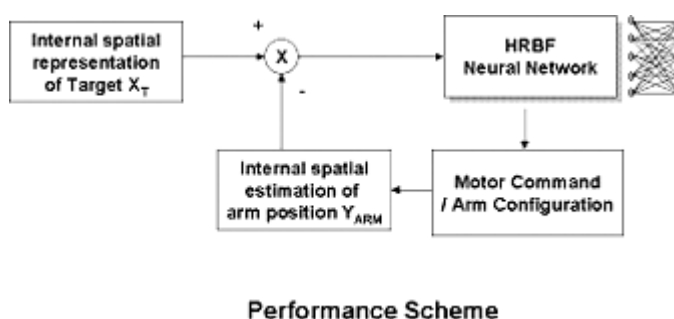 Internal spatial
representation
of Target X_T
+
X
-
HRBF
Neural Network
Internal spatial
estimation of
arm position Y_ARM
Motor Command
/ Arm Configuration
Performance Scheme